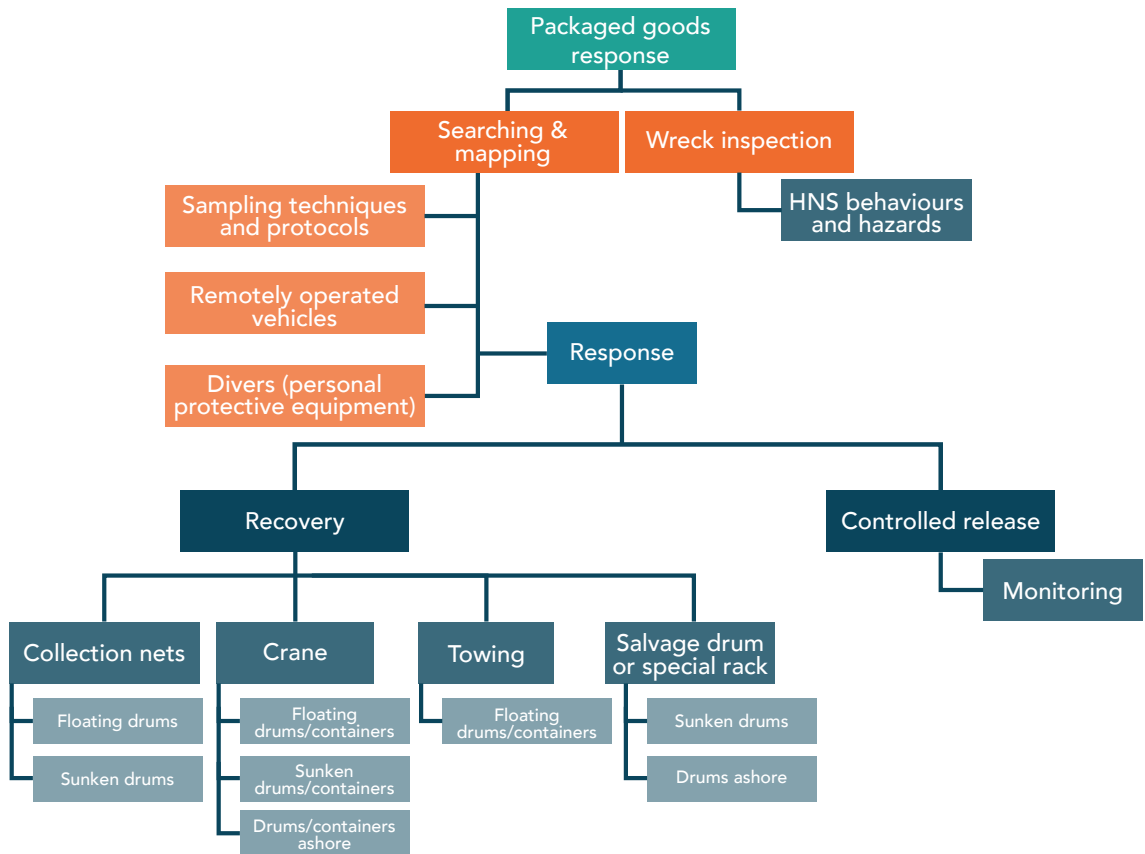 Packaged goods
response
Searching &
mapping
Wreck inspection
Sampling techniques
and protocols
HNS behaviours
and hazards
Remotely operated
vehicles
Response
Divers (personal
protective equipment)
Recovery
Controlled release
Monitoring
Collection nets
Crane
Towing
Salvage drum
or special rack
Floating drums
Sunken drums
Floating
drums/containers
Sunken
drums/containers
Drums/containers
ashore
Floating
drums/containers
Sunken drums
Drums ashore